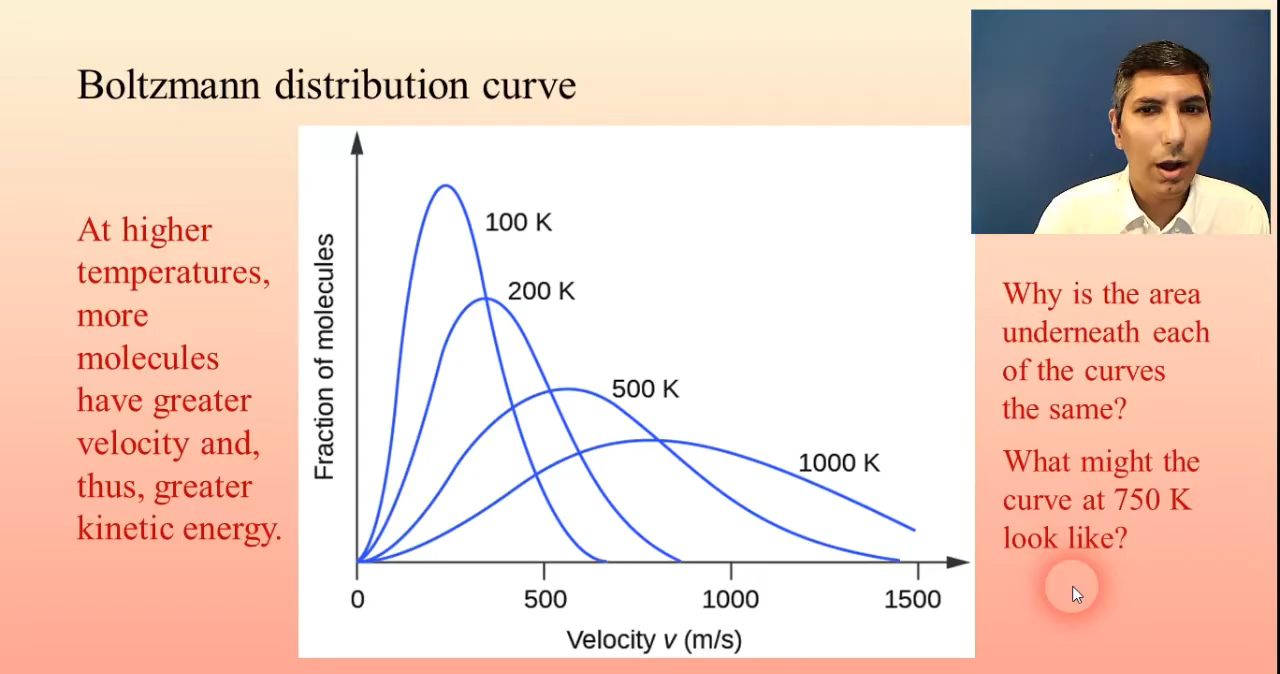 Boltzmann distribution curve
At higher
temperatures,
more
molecules
have greater
velocity and,
thus, greater
kinetic energy.
Fraction of molecules
100 K
200 K
500 K
1000 K
0 500 1000 1500
Velocity v (m/s)
Why is the area
underneath each
of the curves
the same?
What might the
curve at 750 K
look like?